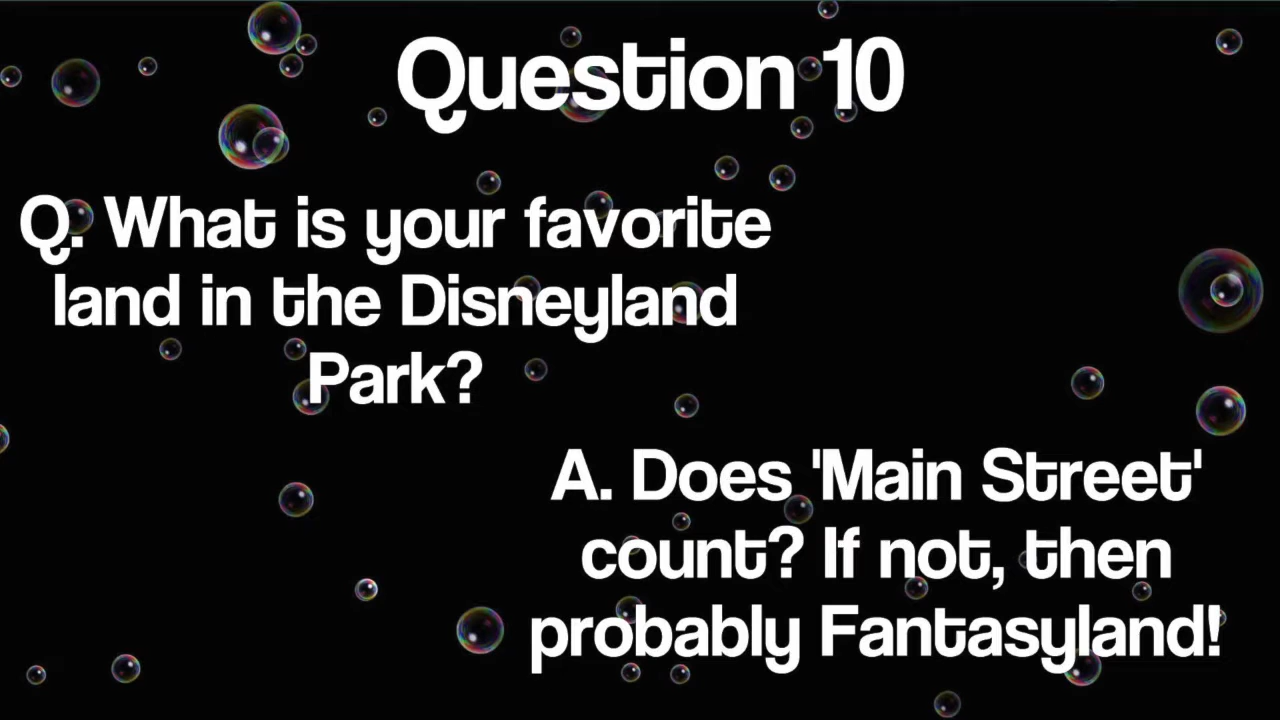 Question 10
Q. What is your favorite
land in the Disneyland
Park?
A. Does 'Main Street'
count? If not, then
probably Fantasyland!